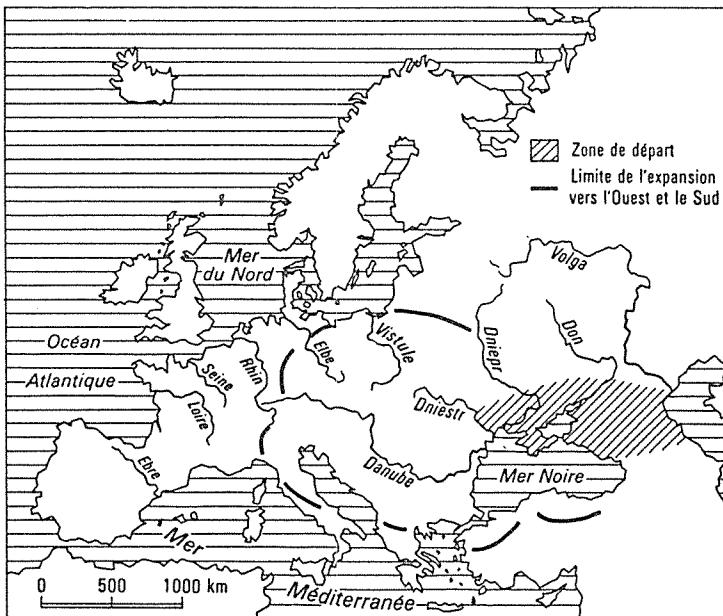 Zone de départ
Limite de l'expansion
vers l'Ouest et le Sud
Volga
Mer
du Nord
Don
Dniepr
Vistule
Elbe
Océan
Atlantique
Rhin
Seine
Loire
Dniestr
Ebre
Danube
Mer Noire
Mer
Méditerranée
0 500 1000 km